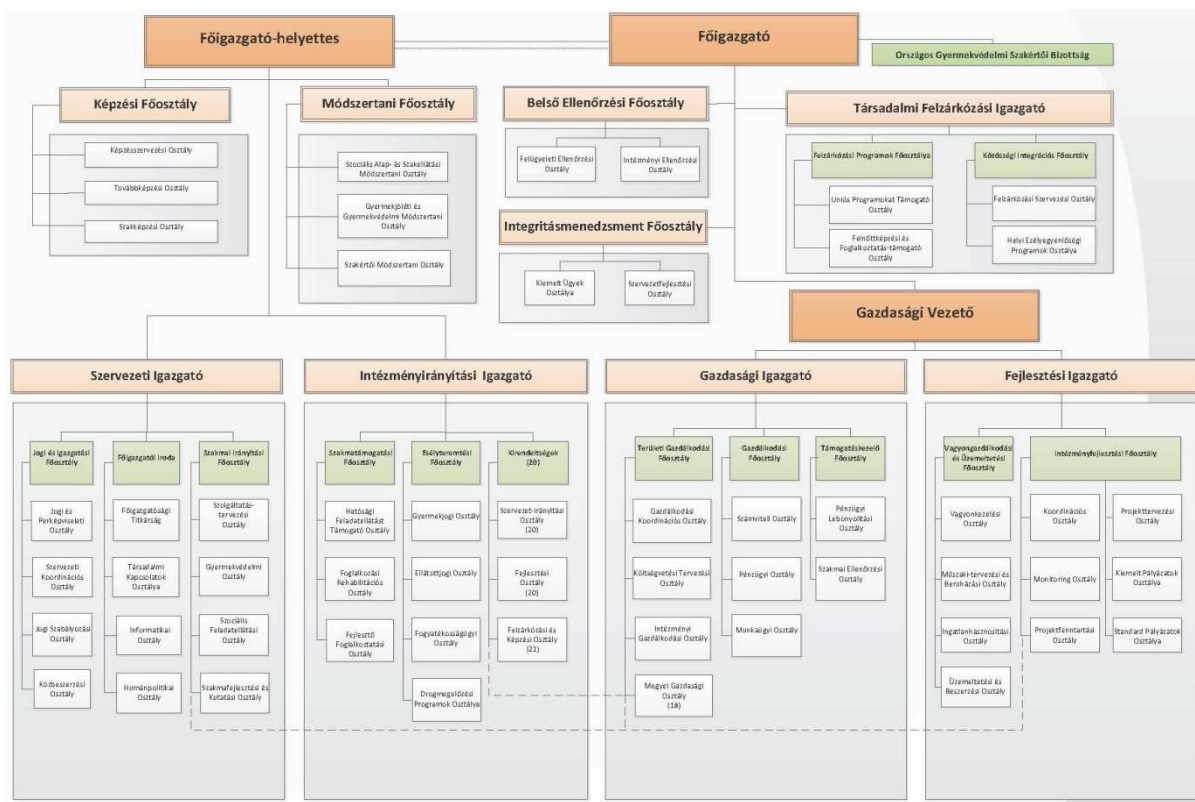 Főigazgató-helyettes
Főigazgató
Országos Gyermekvédelmi Szakértői Bizottság
Képzési Főosztály
Képzésszervezési Osztály
Továbbképzési Osztály
Szakképzési Osztály
Módszertani Főosztály
Szociális Alap- és Szakellátási
Módszertani Osztály
Gyermekjóléti és
Gyermekvédelmi Módszertani
Osztály
Szakértői Módszertani Osztály
Belső Ellenőrzési Főosztály
Felügyeleti Ellenőrzési
Osztály
Intézményi Ellenőrzési
Osztály
Integritásmenedzsment Főosztály
Kiemelt Ügyek
Osztálya
Szervezetfejlesztési
Osztály
Társadalmi Felzárkózási Igazgató
Felzárkózási Programok Főosztálya
Uniós Programokat Támogató
Osztály
Felnőttképzési és
Foglalkoztatás-támogató
Osztály
Közösségi Integrációs Főosztály
Felzárkózási Szervezési Osztály
Helyi Esélyegyenlőségi
Programok Osztálya
Gazdasági Vezető
Szervezeti Igazgató
Jogi és Igazgatási
Főosztály
Jogi és
Perképviseleti
Osztály
Szervezeti
Koordinációs
Osztály
Jogi Szabályozási
Osztály
Közbeszerzési
Osztály
Főigazgatói Iroda
Főigazgatósági
Titkárság
Társadalmi
Kapcsolatok
Osztálya
Informatikai
Osztály
Humánpolitikai
Osztály
Szakmai Irányítási
Főosztály
Szolgáltatás-
tervezési
Osztály
Gyermekvédelmi
Osztály
Szociális
Feladatellátási
Osztály
Szakmafejlesztési és
Kutatási Osztály
Intézményirányítási Igazgató
Szakmatámogatási
Főosztály
Hatósági
Feladatellátást
Támogató Osztály
Foglalkozási
Rehabilitációs
Osztály
Fejlesztő
Foglalkoztatási
Osztály
Esélyteremtési
Főosztály
Gyermekjogi Osztály
Ellátottjogi Osztály
Fogyatékosságügyi
Osztály
Drogmegelőzési
Programok Osztálya
Kirendeltségek
(20)
Szervezet-irányítási
Osztály
(20)
Fejlesztési Osztály
(20)
Felzárkózási és
Képzési Osztály
(21)
Gazdasági Igazgató
Területi Gazdálkodási
Főosztály
Gazdálkodási
Koordinációs Osztály
Költségvetési Tervezési
Osztály
Intézményi
Gazdálkodási Osztály
Megyei Gazdasági
Osztály
(18)
Gazdálkodási
Főosztály
Számviteli Osztály
Pénzügyi Osztály
Munkaügyi Osztály
Támogatáskezelő
Főosztály
Pénzügyi
Lebonyolítási
Osztály
Szakmai Ellenőrzési
Osztály
Fejlesztési Igazgató
Vagyongazdálkodási
és Üzemeltetési
Főosztály
Vagyonkezelési
Osztály
Műszaki-tervezési és
Beruházási Osztály
Ingatlanhasznosítási
Osztály
Üzemeltetési és
Beszerzési Osztály
Intézményfejlesztési Főosztály
Koordinációs
Osztály
Monitoring Osztály
Projektfenntartási
Osztály
Projekttervezési
Osztály
Kiemelt Pályázatok
Osztálya
Standard Pályázatok
Osztálya